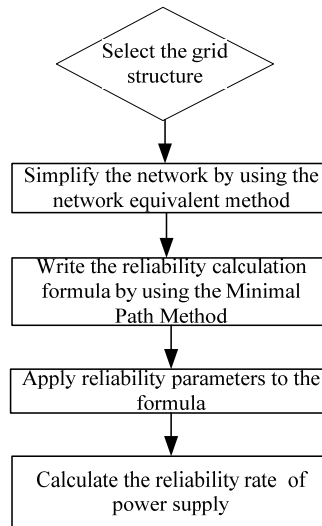 Select the grid
structure
Simplify the network by using the
network equivalent method
Write the reliability calculation
formula by using the Minimal
Path Method
Apply reliability parameters to the
formula
Calculate the reliability rate of
power supply